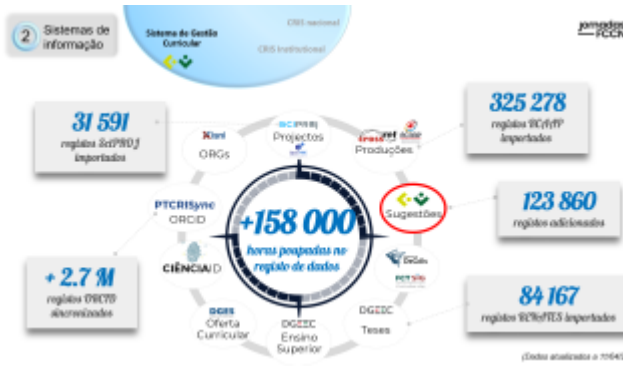 2
Sistemas de
informação
Sistema de Gestão
Curricular
CRIS nacional
CRIS institucional
jornadas
FCCN
31 591
registos SciPROJ
importados
325 278
registos RCAAP
importados
123 860
registos adicionados
84 167
registos RENATES importados
+ 2.7 M
registos ORCID
sincronizados
+158 000
horas poupadas no
registo de dados
SCIPROJ
Projectos
Produções
Sugestões
DGEEC
Teses
DGEEC
Ensino
Superior
DGES
Oferta
Curricular
CIÊNCIAID
PTCRISync
ORCID
ORGs